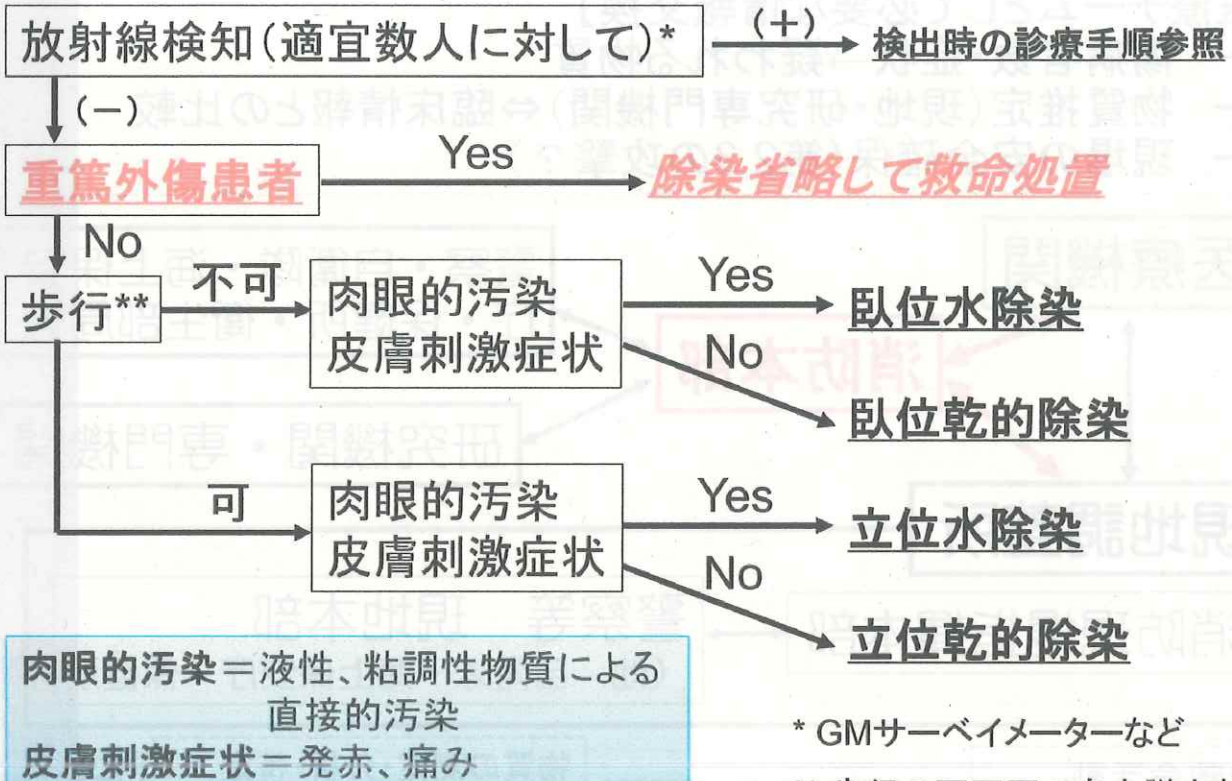 放射線検知(適宜数人に対して)*
(+)
検出時の診療手順参照
(-)
重篤外傷患者
Yes
除染省略して救命処置
No
歩行**
不可
肉眼的汚染
皮膚刺激症状
Yes
臥位水除染
No
臥位乾的除染
可
肉眼的汚染
皮膚刺激症状
Yes
立位水除染
No
立位乾的除染
肉眼的汚染=液性、粘調性物質による
直接的汚染
皮膚刺激症状=発赤、痛み
* GMサーベイメーターなど